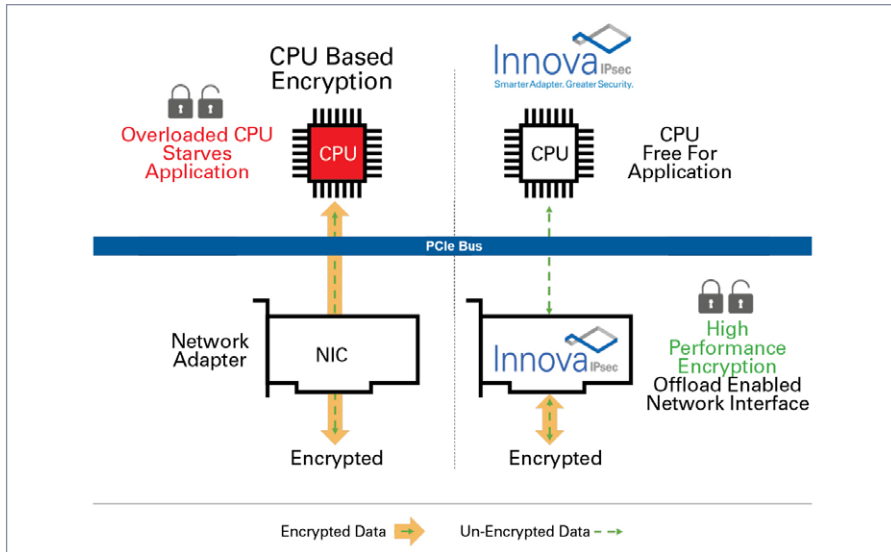 CPU Based
Encryption
Overloaded CPU
Starves
Application
CPU
Innova
IPsec
Smarter Adapter. Greater Security.
CPU
CPU
Free For
Application
PCIe Bus
Network
Adapter
NIC
Encrypted
Innova
IPsec
Encrypted
High
Performance
Encryption
Offload Enabled
Network Interface
Encrypted Data
Un-Encrypted Data